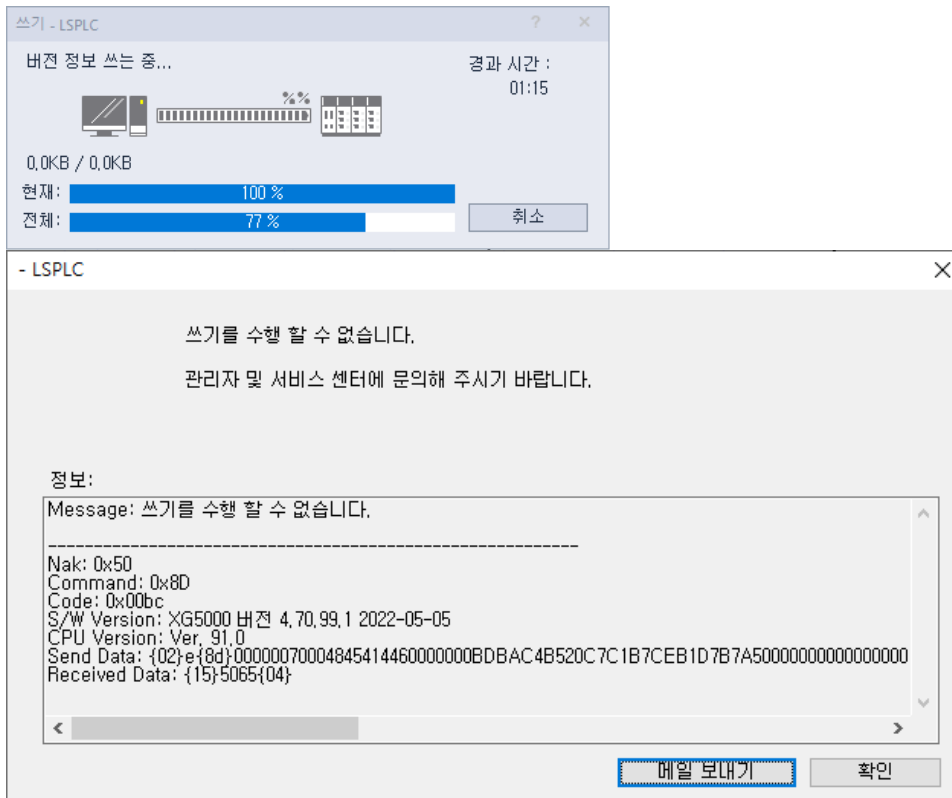 쓰기 - LSPLC
?
×
버전 정보 쓰는 중...
경과 시간 :
01:15
%%
0.0KB / 0.0KB
현재:
100 %
전체:
77 %
취소
- LSPLC
×
쓰기를 수행 할 수 없습니다.
관리자 및 서비스 센터에 문의해 주시기 바랍니다.
정보:
Message: 쓰기를 수행 할 수 없습니다.
----------------------------------------------------------
Nak: 0x50
Command: 0x8D
Code: 0x00bc
S/W Version: XG5000 버전 4.70.99.1 2022-05-05
CPU Version: Ver. 91.0
Send Data: {02}e{8d}00000070004845414460000000BDBAC4B520C7C1B7CEB1D7B7A50000000000000000
Received Data: {15}5065{04}
메일 보내기
확인